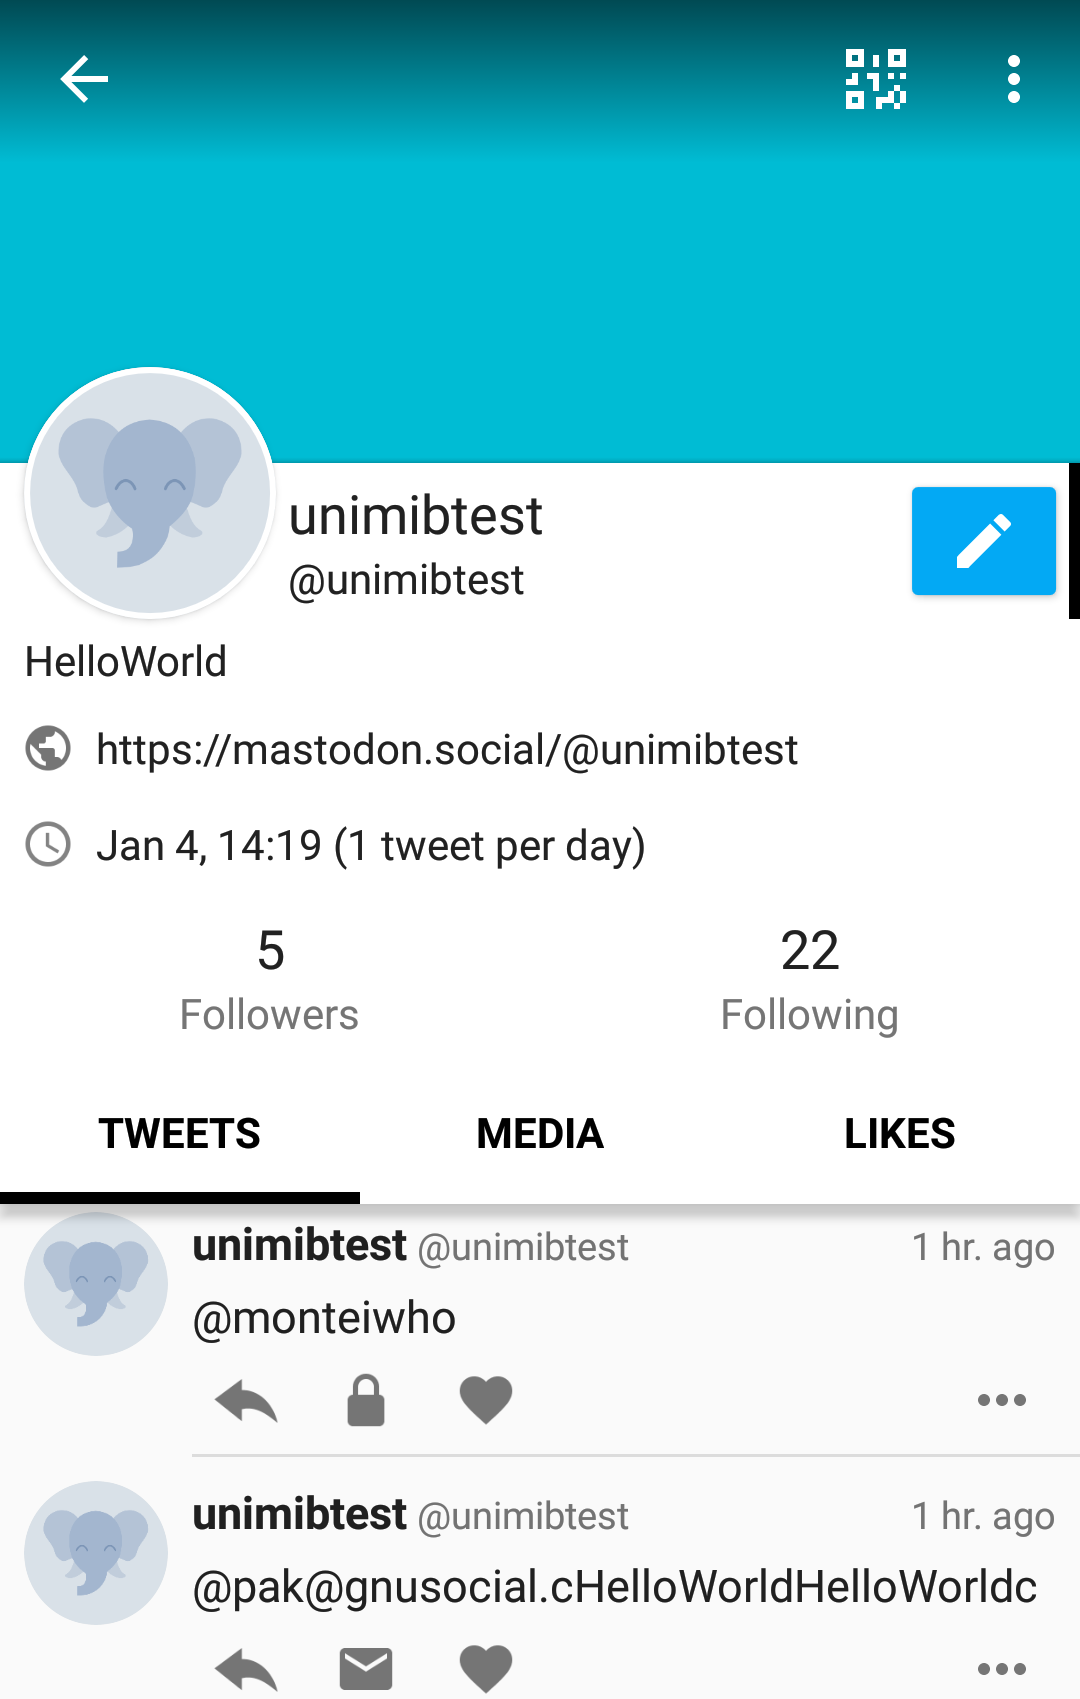 unimibtest
@unimibtest
HelloWorld
https://mastodon.social/@unimibtest
Jan 4, 14:19 (1 tweet per day)
5
Followers
22
Following
TWEETS
MEDIA
LIKES
unimibtest @unimibtest 1 hr. ago
@monteiwho
unimibtest @unimibtest 1 hr. ago
@pak@gnusocial.cHelloWorldHelloWorldc